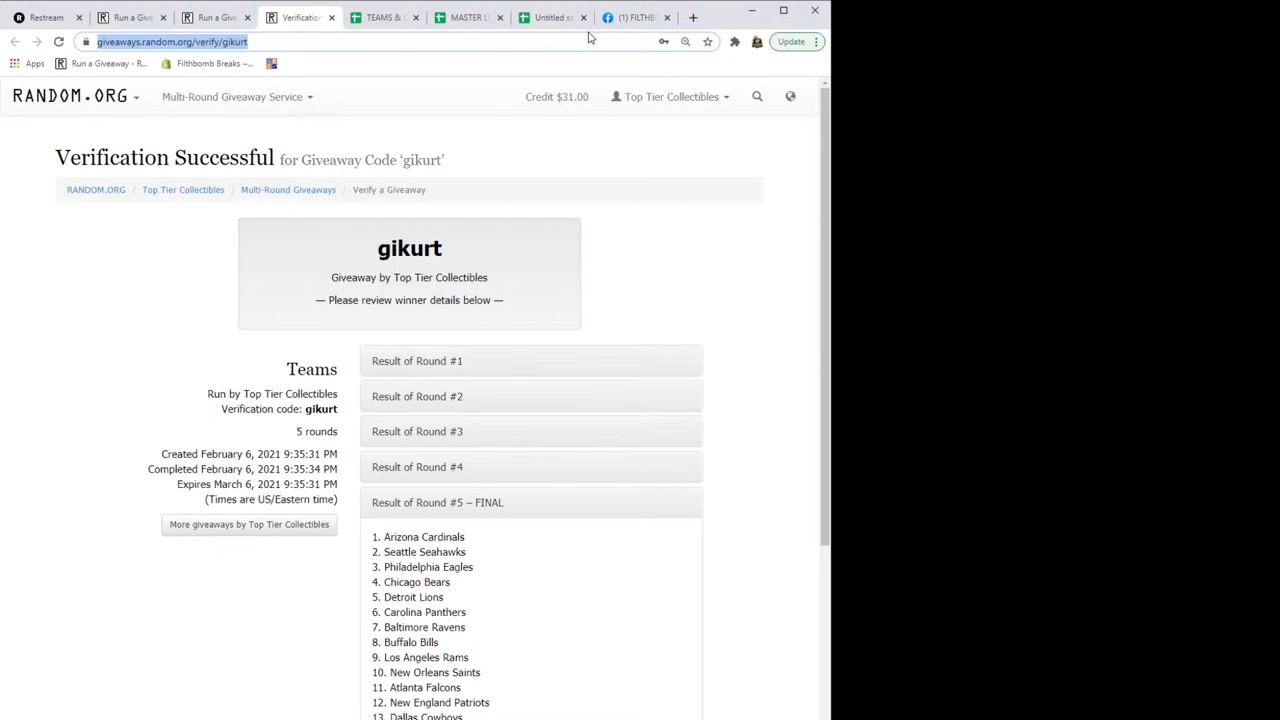 Restream
Run a Give
Run a Give
Verification
TEAMS &
MASTER L
Untitled s
(1) FILTHB
giveaways.random.org/verify/gikurt
Update
Apps
Run a Giveaway - R...
Filthbomb Breaks ~...
RANDOM.ORG
Multi-Round Giveaway Service
Credit $31.00
Top Tier Collectibles
Verification Successful for Giveaway Code ‘gikurt’
RANDOM.ORG / Top Tier Collectibles / Multi-Round Giveaways / Verify a Giveaway
gikurt
Giveaway by Top Tier Collectibles
— Please review winner details below —
Teams
Run by Top Tier Collectibles
Verification code: gikurt
5 rounds
Created February 6, 2021 9:35:31 PM
Completed February 6, 2021 9:35:34 PM
Expires March 6, 2021 9:35:31 PM
(Times are US/Eastern time)
More giveaways by Top Tier Collectibles
Result of Round #1
Result of Round #2
Result of Round #3
Result of Round #4
Result of Round #5 – FINAL
1. Arizona Cardinals
2. Seattle Seahawks
3. Philadelphia Eagles
4. Chicago Bears
5. Detroit Lions
6. Carolina Panthers
7. Baltimore Ravens
8. Buffalo Bills
9. Los Angeles Rams
10. New Orleans Saints
11. Atlanta Falcons
12. New England Patriots
13. Dallas Cowboys